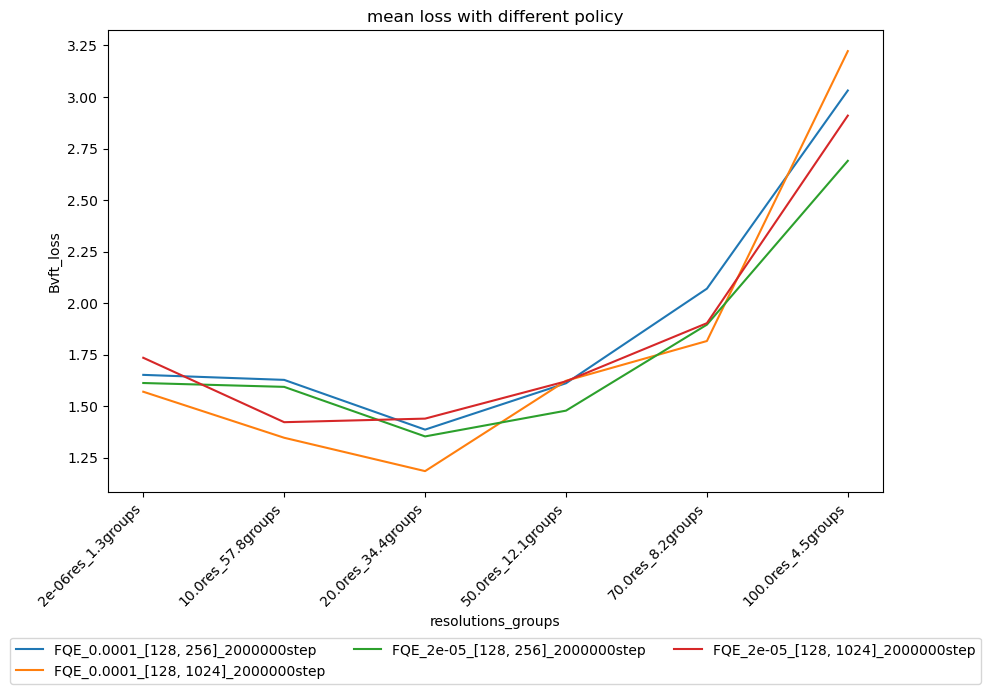 mean loss with different policy
3.25
3.00
2.75
2.50
2.25
2.00
1.75
1.50
1.25
Bvft_loss
2e-06res_1.3groups
10.0res_57.8groups
20.0res_34.4groups
50.0res_12.1groups
70.0res_8.2groups
100.0res_4.5groups
resolutions_groups
FQE_0.0001_[128, 256]_2000000step
FQE_0.0001_[128, 1024]_2000000step
FQE_2e-05_[128, 256]_2000000step
FQE_2e-05_[128, 1024]_2000000step